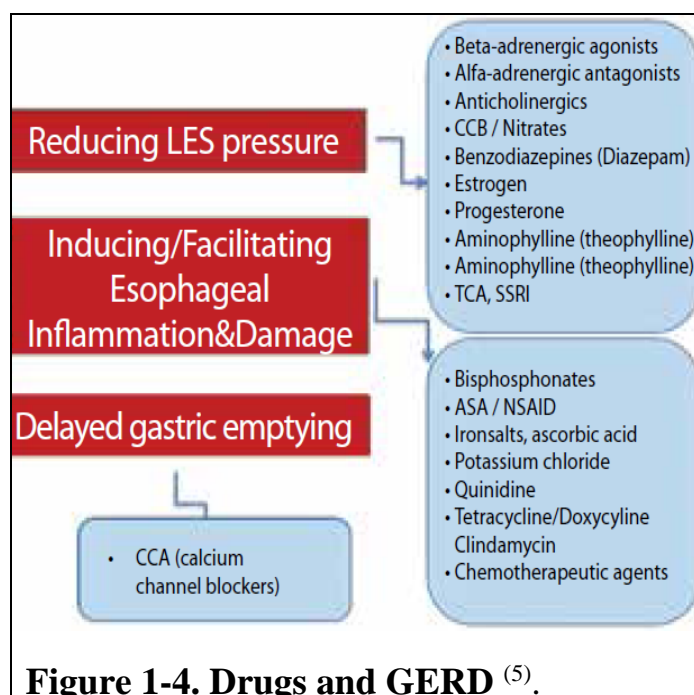 Reducing LES pressure
• Beta-adrenergic agonists
• Alfa-adrenergic antagonists
• Anticholinergics
• CCB / Nitrates
• Benzodiazepines (Diazepam)
• Estrogen
• Progesterone
• Aminophylline (theophylline)
• Aminophylline (theophylline)
• TCA, SSRI
Inducing/Facilitating
Esophageal
Inflammation&Damage
• Bisphosphonates
• ASA / NSAID
• Ironsalts, ascorbic acid
• Potassium chloride
• Quinidine
• Tetracycline/Doxycyline
Clindamycin
• Chemotherapeutic agents
Delayed gastric emptying
• CCA (calcium
channel blockers)
Figure 1-4. Drugs and GERD (5).